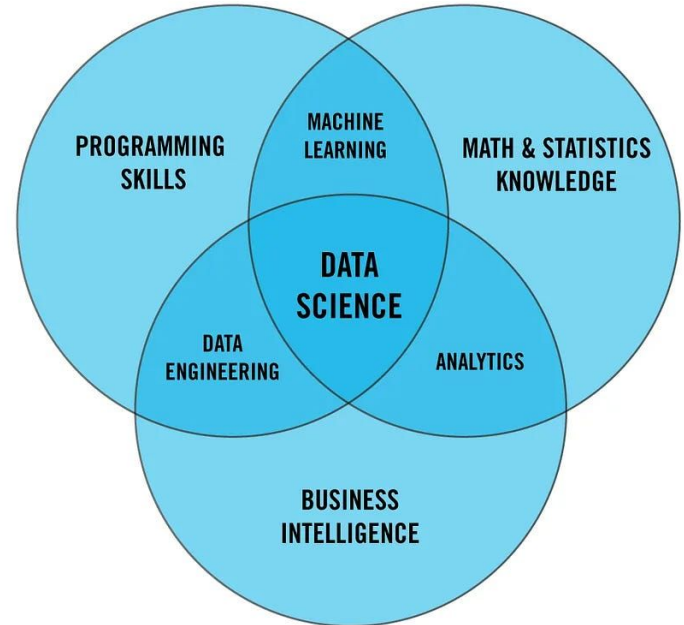 MACHINE
LEARNING
PROGRAMMING
SKILLS
MATH & STATISTICS
KNOWLEDGE
DATA
SCIENCE
DATA
ENGINEERING
ANALYTICS
BUSINESS
INTELLIGENCE